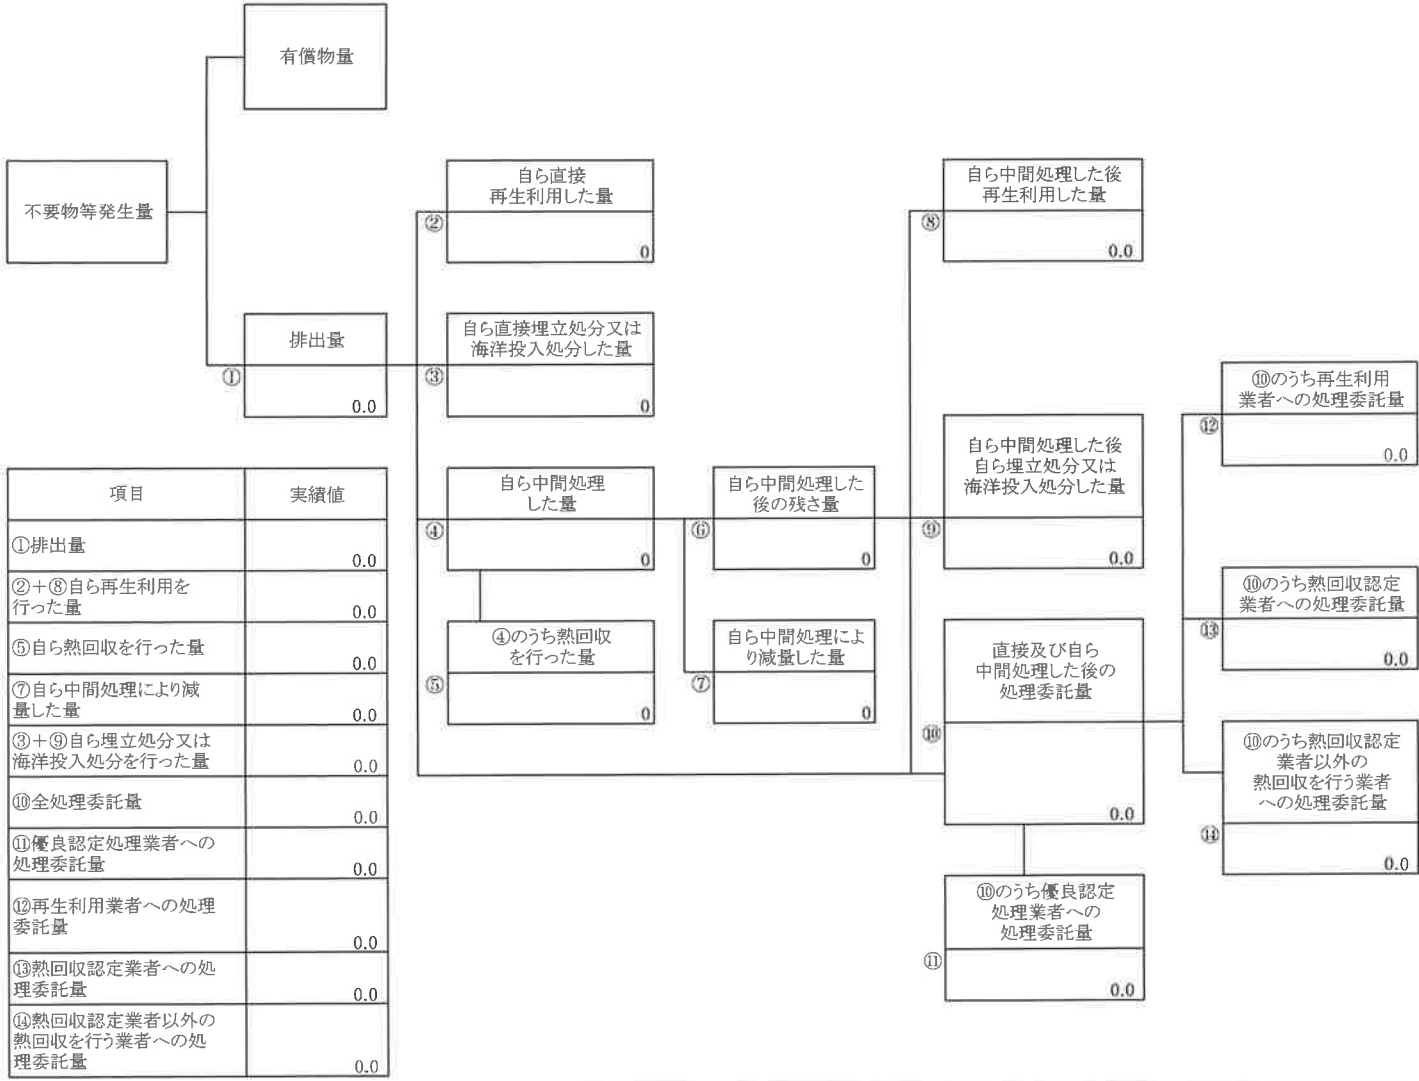 有償物量
不要物等発生量
排出量
①
0.0
自ら直接
再生利用した量
②
0
自ら直接埋立処分又は
海洋投入処分した量
③
0
自ら中間処理
した量
④
0
④のうち熱回収
を行った量
⑤
0
自ら中間処理した
後の残さ量
⑥
0
自ら中間処理によ
り減量した量
⑦
0
自ら中間処理した後
再生利用した量
⑧
0.0
自ら中間処理した後
自ら埋立処分又は
海洋投入処分した量
⑨
0.0
直接及び自ら
中間処理した後の
処理委託量
⑩
0.0
⑩のうち優良認定
処理業者への
処理委託量
⑪
0.0
⑩のうち再生利用
業者への処理委託量
⑫
0.0
⑩のうち熱回収認定
業者への処理委託量
⑬
0.0
⑩のうち熱回収認定
業者以外の
熱回収を行う業者
への処理委託量
⑭
0.0
項目 実績値
①排出量
0.0
②＋⑧自ら再生利用を
行った量
0.0
⑤自ら熱回収を行った量
0.0
⑦自ら中間処理により減
量した量
0.0
③＋⑨自ら埋立処分又は
海洋投入処分を行った量
0.0
⑩全処理委託量
0.0
⑪優良認定処理業者への
処理委託量
0.0
⑫再生利用業者への処理
委託量
0.0
⑬熱回収認定業者への処
理委託量
0.0
⑭熱回収認定業者以外の
熱回収を行う業者への処
理委託量
0.0